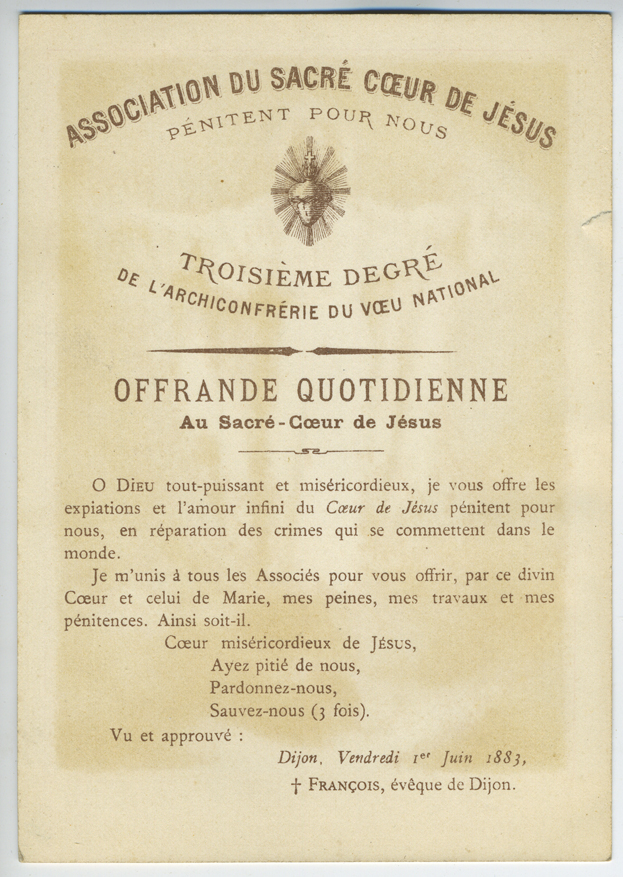 ASSOCIATION DU SACRÉ CŒUR DE JÉSUS
PÉNITENT POUR NOUS
TROISIÈME DEGRÉ
DE L'ARCHICONFRÉRIE DU VŒU NATIONAL
OFFRANDE QUOTIDIENNE
Au Sacré-Cœur de Jésus
O DIEU tout-puissant et miséricordieux, je vous offre les
expiations et l'amour infini du Cœur de Jésus pénitent pour
nous, en réparation des crimes qui se commettent dans le
monde.
Je m'unis à tous les Associés pour vous offrir, par ce divin
Cœur et celui de Marie, mes peines, mes travaux et mes
pénitences. Ainsi soit-il.
Cœur miséricordieux de JÉSUS,
Ayez pitié de nous,
Pardonnez-nous,
Sauvez-nous (3 fois).
Vu et approuvé :
Dijon, Vendredi 1er Juin 1883,
† FRANÇOIS, évêque de Dijon.